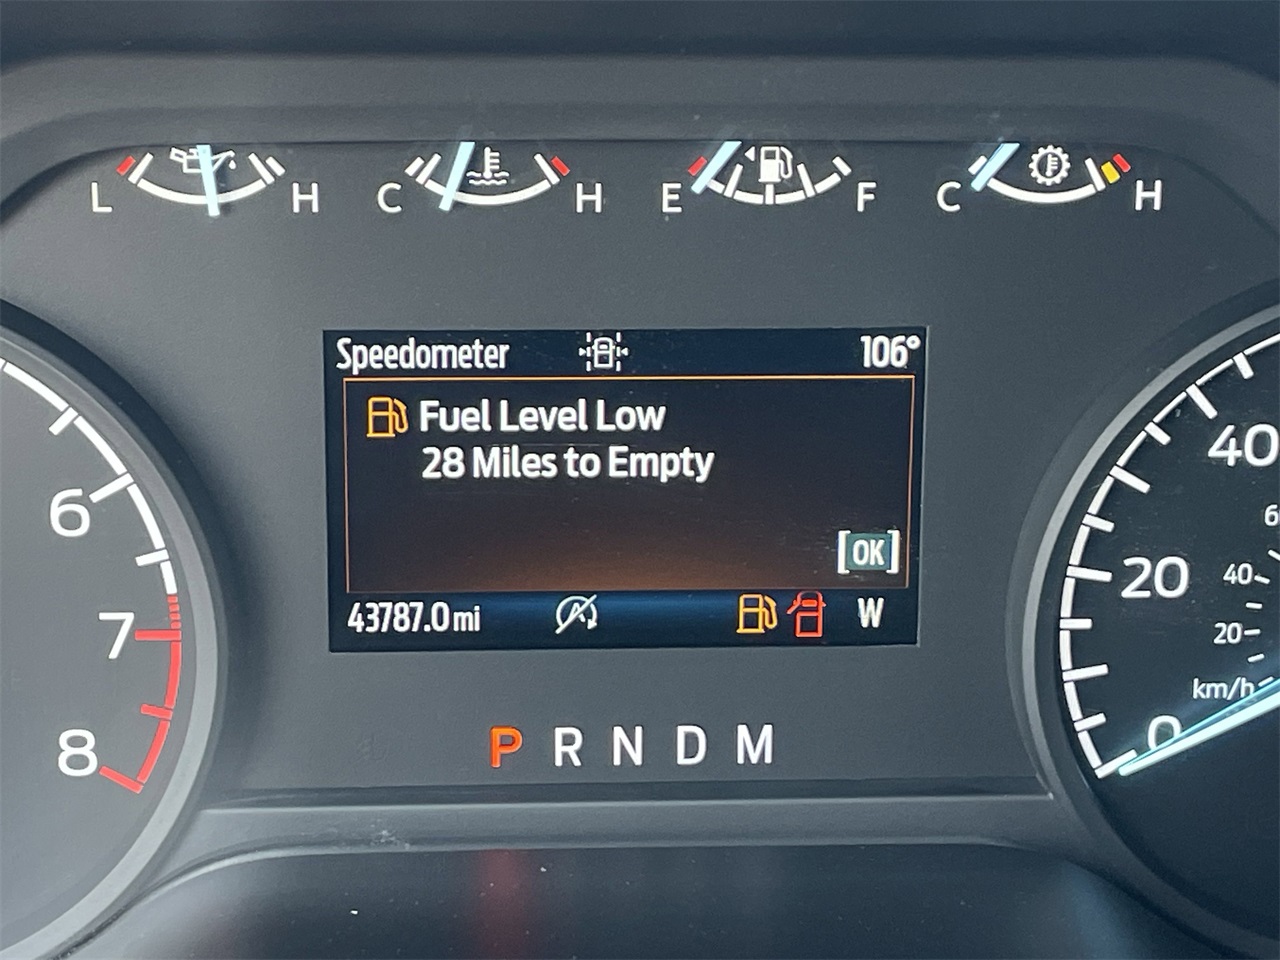 L H C H E F C H
Speedometer 106°
Fuel Level Low
28 Miles to Empty
[OK]
43787.0 mi W
P R N D M
6
7
8
40
20
0
40
20
km/h